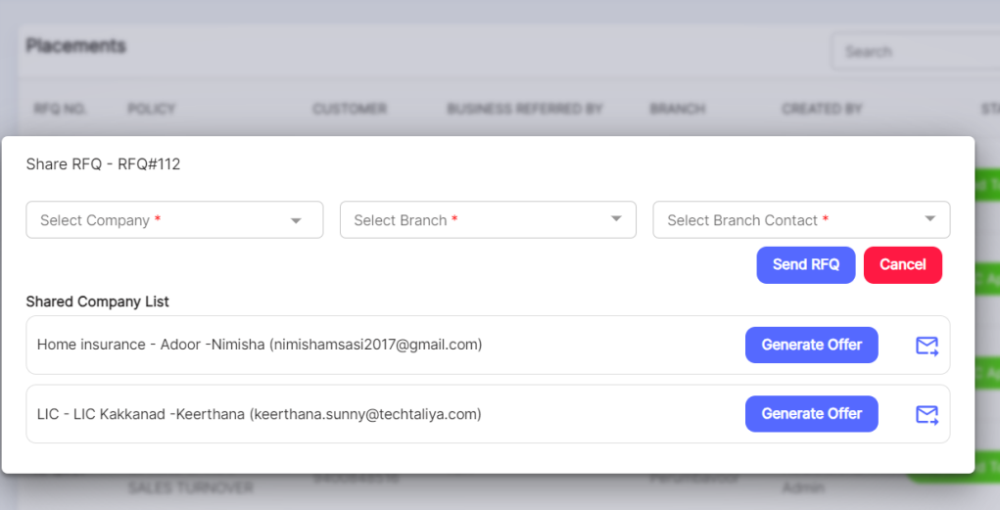 Placements
Search
RFQ NO. POLICY CUSTOMER BUSINESS REFERRED BY BRANCH CREATED BY
Share RFQ - RFQ#112
Select Company * Select Branch * Select Branch Contact *
Send RFQ Cancel
Shared Company List
Home insurance - Adoor -Nimisha (nimishamsasi2017@gmail.com) Generate Offer
LIC - LIC Kakkanad -Keerthana (keerthana.sunny@techtaliya.com) Generate Offer
SALES TURNOVER Admin